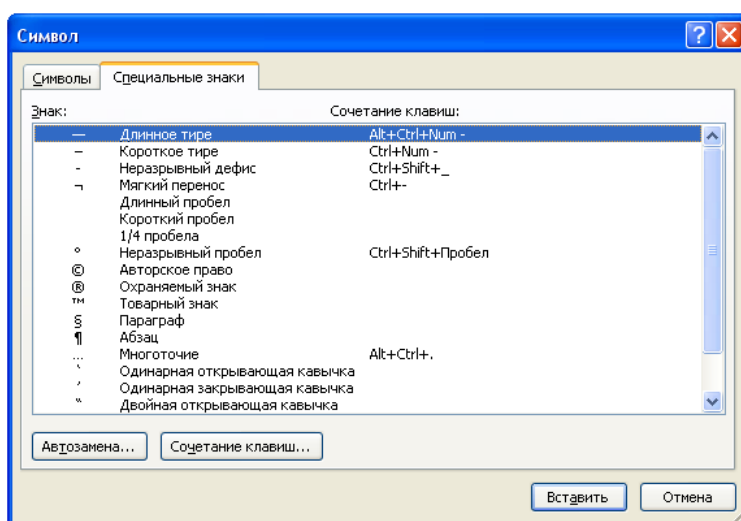 Символ
Символы Специальные знаки
Знак: Сочетание клавиш:
— Длинное тире Alt+Ctrl+Num -
– Короткое тире Ctrl+Num -
- Неразрывный дефис Ctrl+Shift+_
¬ Мягкий перенос Ctrl+-
Длинный пробел
Короткий пробел
1/4 пробела
° Неразрывный пробел Ctrl+Shift+Пробел
© Авторское право
® Охраняемый знак
™ Товарный знак
§ Параграф
¶ Абзац
… Многоточие Alt+Ctrl+.
‘ Одинарная открывающая кавычка
’ Одинарная закрывающая кавычка
“ Двойная открывающая кавычка
Автозамена... Сочетание клавиш...
Вставить Отмена